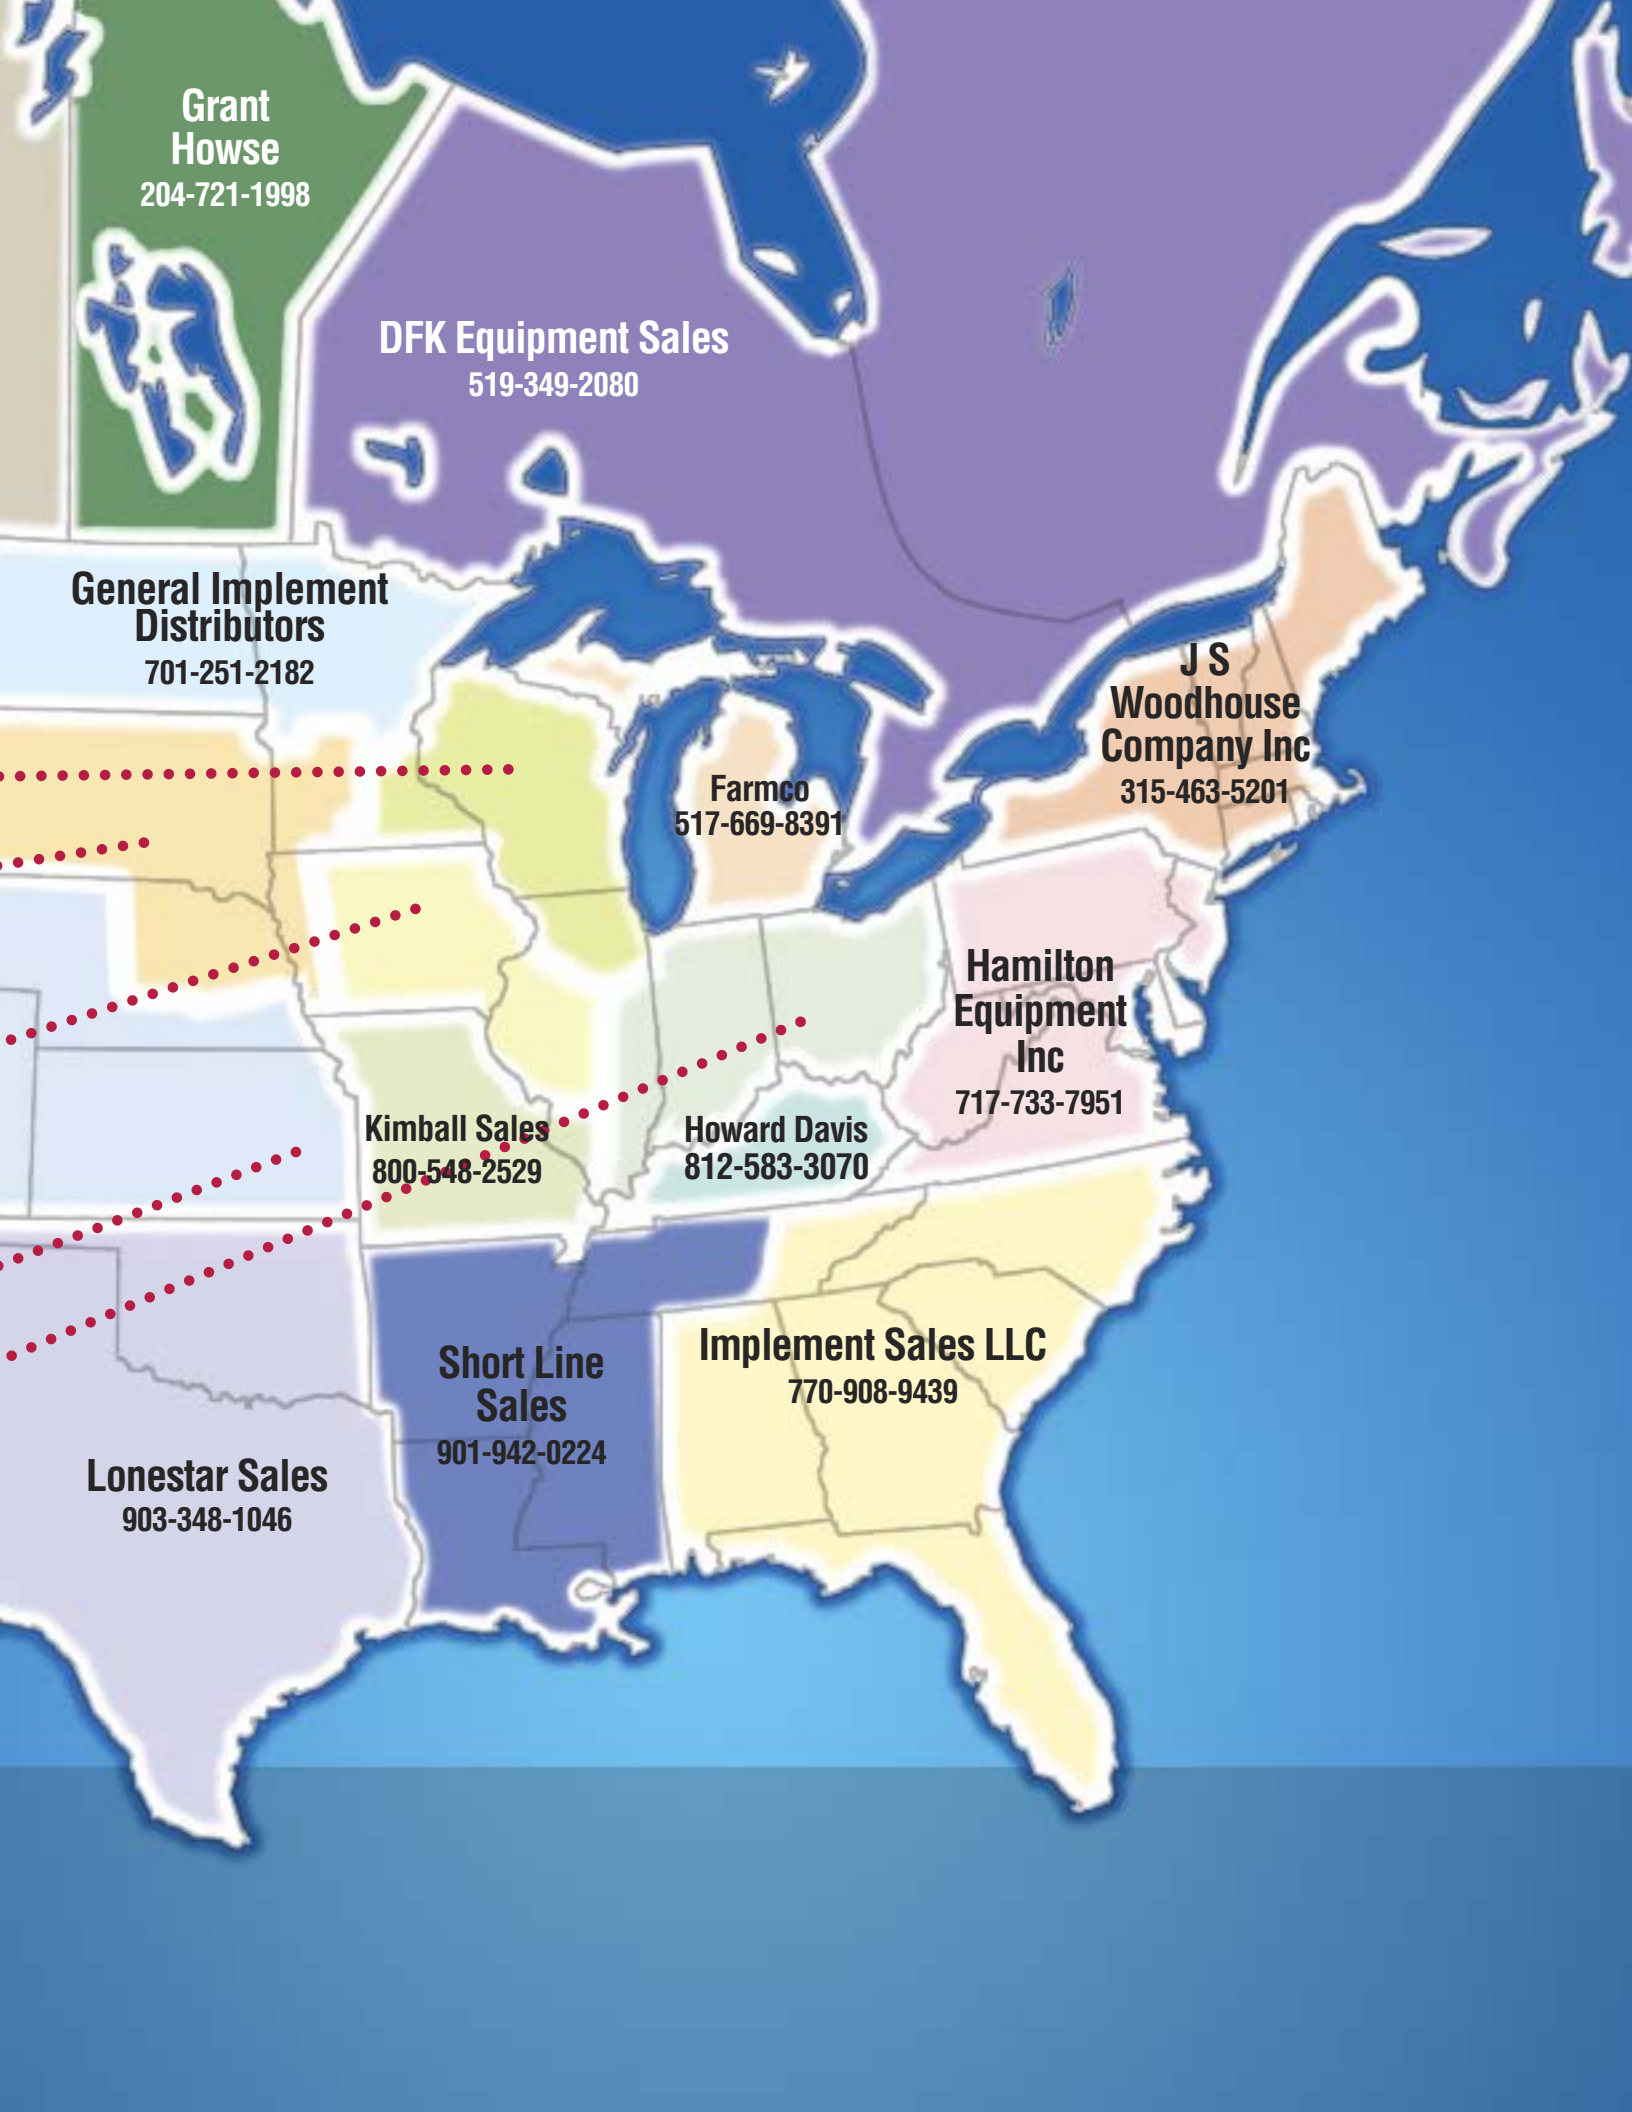 Grant
Howse
204-721-1998
DFK Equipment Sales
519-349-2080
General Implement
Distributors
701-251-2182
J S
Woodhouse
Company Inc
315-463-5201
Farmco
517-669-8391
Hamilton
Equipment
Inc
717-733-7951
Kimball Sales
800-548-2529
Howard Davis
812-583-3070
Short Line
Sales
901-942-0224
Implement Sales LLC
770-908-9439
Lonestar Sales
903-348-1046